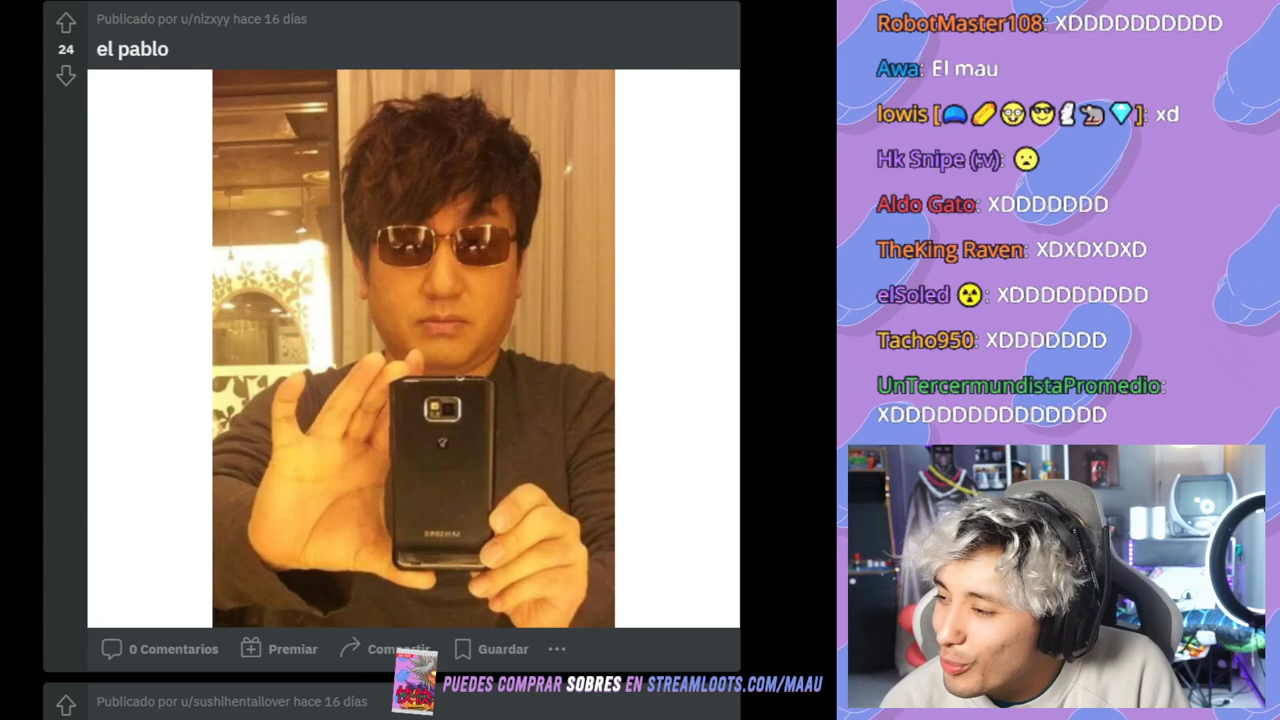 Publicado por u/nizxyy hace 16 días
24
el pablo
0 Comentarios
Premiar
Compartir
Guardar
Publicado por u/sushihentailover hace 16 días
PUEDES COMPRAR SOBRES EN STREAMLOOTS.COM/MAAU
RobotMaster108: XDDDDDDDDDD
Awa: El mau
lowis [🧢🥖🤓😎🐇🐀💎]: xd
Hk Snipe (:v): 😦
Aldo Gato: XDDDDDDD
TheKing Raven: XDXDXDXD
elSoled ☢: XDDDDDDDDD
Tacho950: XDDDDDDD
UnTercermundistaPromedio:
XDDDDDDDDDDDDDD